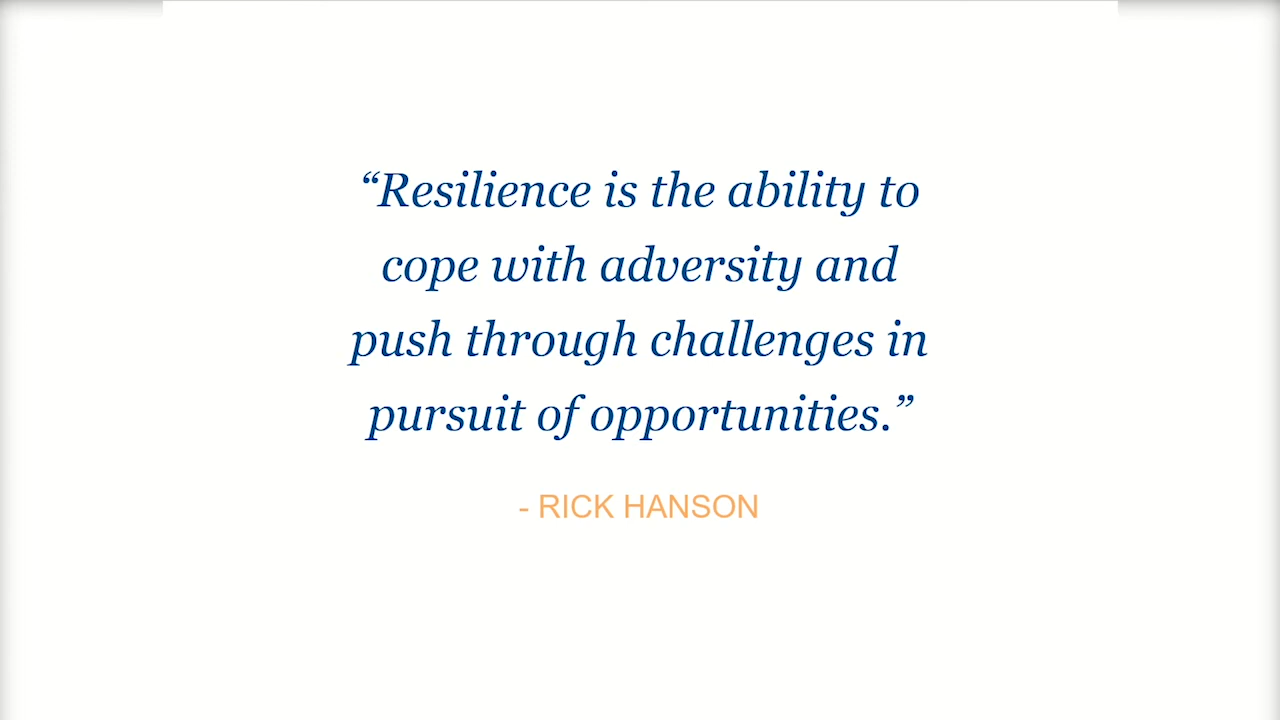 “Resilience is the ability to
cope with adversity and
push through challenges in
pursuit of opportunities.”
- RICK HANSON